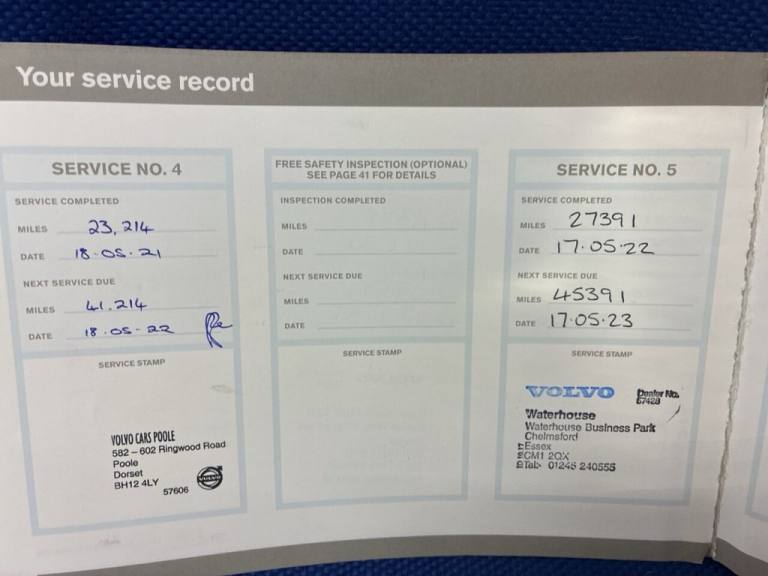 Your service record
SERVICE NO. 4
SERVICE COMPLETED
MILES 23,214
DATE 18.05.21
NEXT SERVICE DUE
MILES 41.214
DATE 18.05.22
SERVICE STAMP
VOLVO CARS POOLE
582 – 602 Ringwood Road
Poole
Dorset
BH12 4LY
57606
VOLVO
FREE SAFETY INSPECTION (OPTIONAL)
SEE PAGE 41 FOR DETAILS
INSPECTION COMPLETED
MILES
DATE
NEXT SERVICE DUE
MILES
DATE
SERVICE STAMP
SERVICE NO. 5
SERVICE COMPLETED
MILES 27391
DATE 17.05.22
NEXT SERVICE DUE
MILES 45391
DATE 17.05.23
SERVICE STAMP
VOLVO
Dealer No.
Waterhouse
Waterhouse Business Park
Chelmsford
Essex
CM1 2QX
Tel: 01245 240555